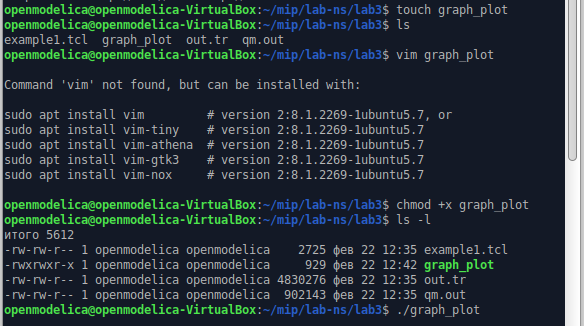 openmodelica@openmodelica-VirtualBox:~/mip/lab-ns/lab3$ touch graph_plot
openmodelica@openmodelica-VirtualBox:~/mip/lab-ns/lab3$ ls
example1.tcl  graph_plot  out.tr  qm.out
openmodelica@openmodelica-VirtualBox:~/mip/lab-ns/lab3$ vim graph_plot
Command 'vim' not found, but can be installed with:
sudo apt install vim         # version 2:8.1.2269-1ubuntu5.7, or
sudo apt install vim-tiny    # version 2:8.1.2269-1ubuntu5.7
sudo apt install vim-athena  # version 2:8.1.2269-1ubuntu5.7
sudo apt install vim-gtk3    # version 2:8.1.2269-1ubuntu5.7
sudo apt install vim-nox     # version 2:8.1.2269-1ubuntu5.7
openmodelica@openmodelica-VirtualBox:~/mip/lab-ns/lab3$ chmod +x graph_plot
openmodelica@openmodelica-VirtualBox:~/mip/lab-ns/lab3$ ls -l
итого 5612
-rw-rw-r-- 1 openmodelica openmodelica    2725 фев 22 12:35 example1.tcl
-rwxrwxr-x 1 openmodelica openmodelica     929 фев 22 12:42 graph_plot
-rw-rw-r-- 1 openmodelica openmodelica 4830276 фев 22 12:35 out.tr
-rw-rw-r-- 1 openmodelica openmodelica  902143 фев 22 12:35 qm.out
openmodelica@openmodelica-VirtualBox:~/mip/lab-ns/lab3$ ./graph_plot